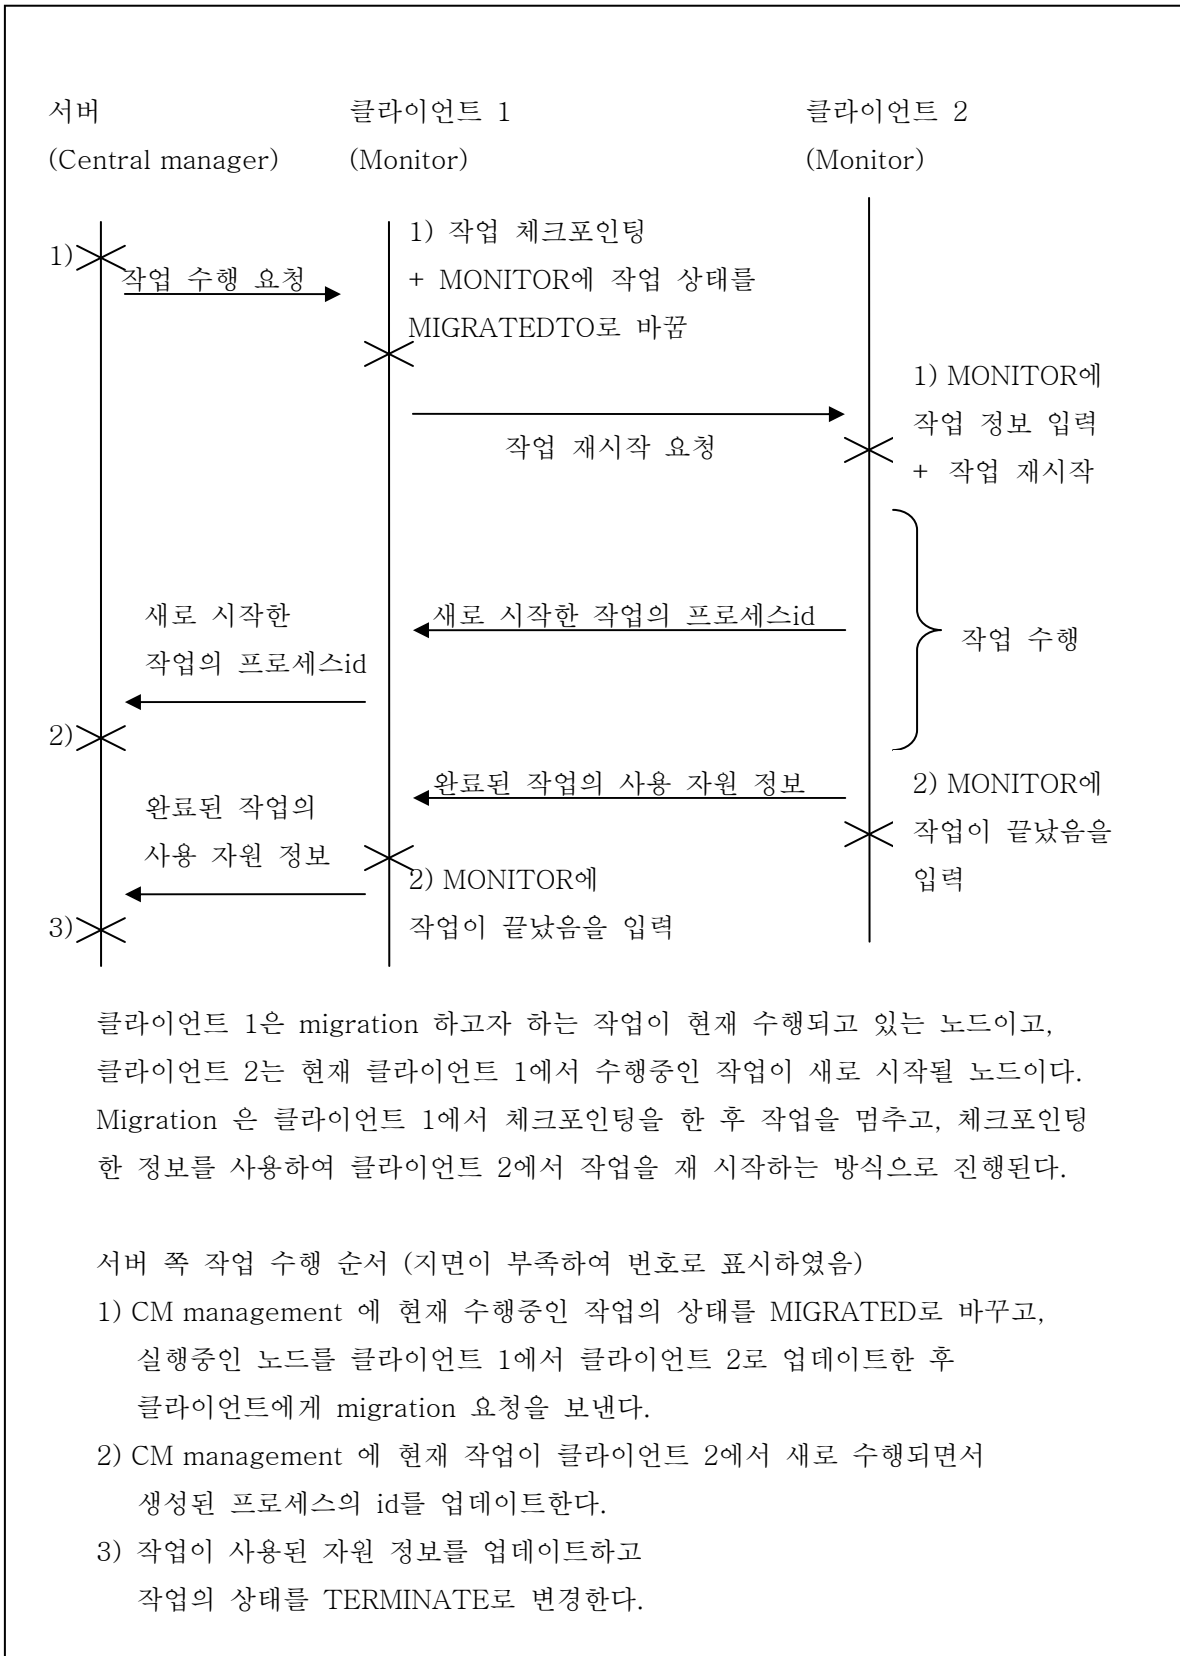 서버
(Central manager)
클라이언트 1
(Monitor)
클라이언트 2
(Monitor)
1)
작업 수행 요청
1) 작업 체크포인팅
+ MONITOR에 작업 상태를
MIGRATEDTO로 바꿈
작업 재시작 요청
1) MONITOR에
작업 정보 입력
+ 작업 재시작
새로 시작한
작업의 프로세스id
새로 시작한 작업의 프로세스id
작업 수행
2)
완료된 작업의
사용 자원 정보
완료된 작업의 사용 자원 정보
2) MONITOR에
작업이 끝났음을
입력
2) MONITOR에
작업이 끝났음을 입력
3)
클라이언트 1은 migration 하고자 하는 작업이 현재 수행되고 있는 노드이고,
클라이언트 2는 현재 클라이언트 1에서 수행중인 작업이 새로 시작될 노드이다.
Migration 은 클라이언트 1에서 체크포인팅을 한 후 작업을 멈추고, 체크포인팅
한 정보를 사용하여 클라이언트 2에서 작업을 재 시작하는 방식으로 진행된다.
서버 쪽 작업 수행 순서 (지면이 부족하여 번호로 표시하였음)
1) CM management 에 현재 수행중인 작업의 상태를 MIGRATED로 바꾸고,
실행중인 노드를 클라이언트 1에서 클라이언트 2로 업데이트한 후
클라이언트에게 migration 요청을 보낸다.
2) CM management 에 현재 작업이 클라이언트 2에서 새로 수행되면서
생성된 프로세스의 id를 업데이트한다.
3) 작업이 사용된 자원 정보를 업데이트하고
작업의 상태를 TERMINATE로 변경한다.